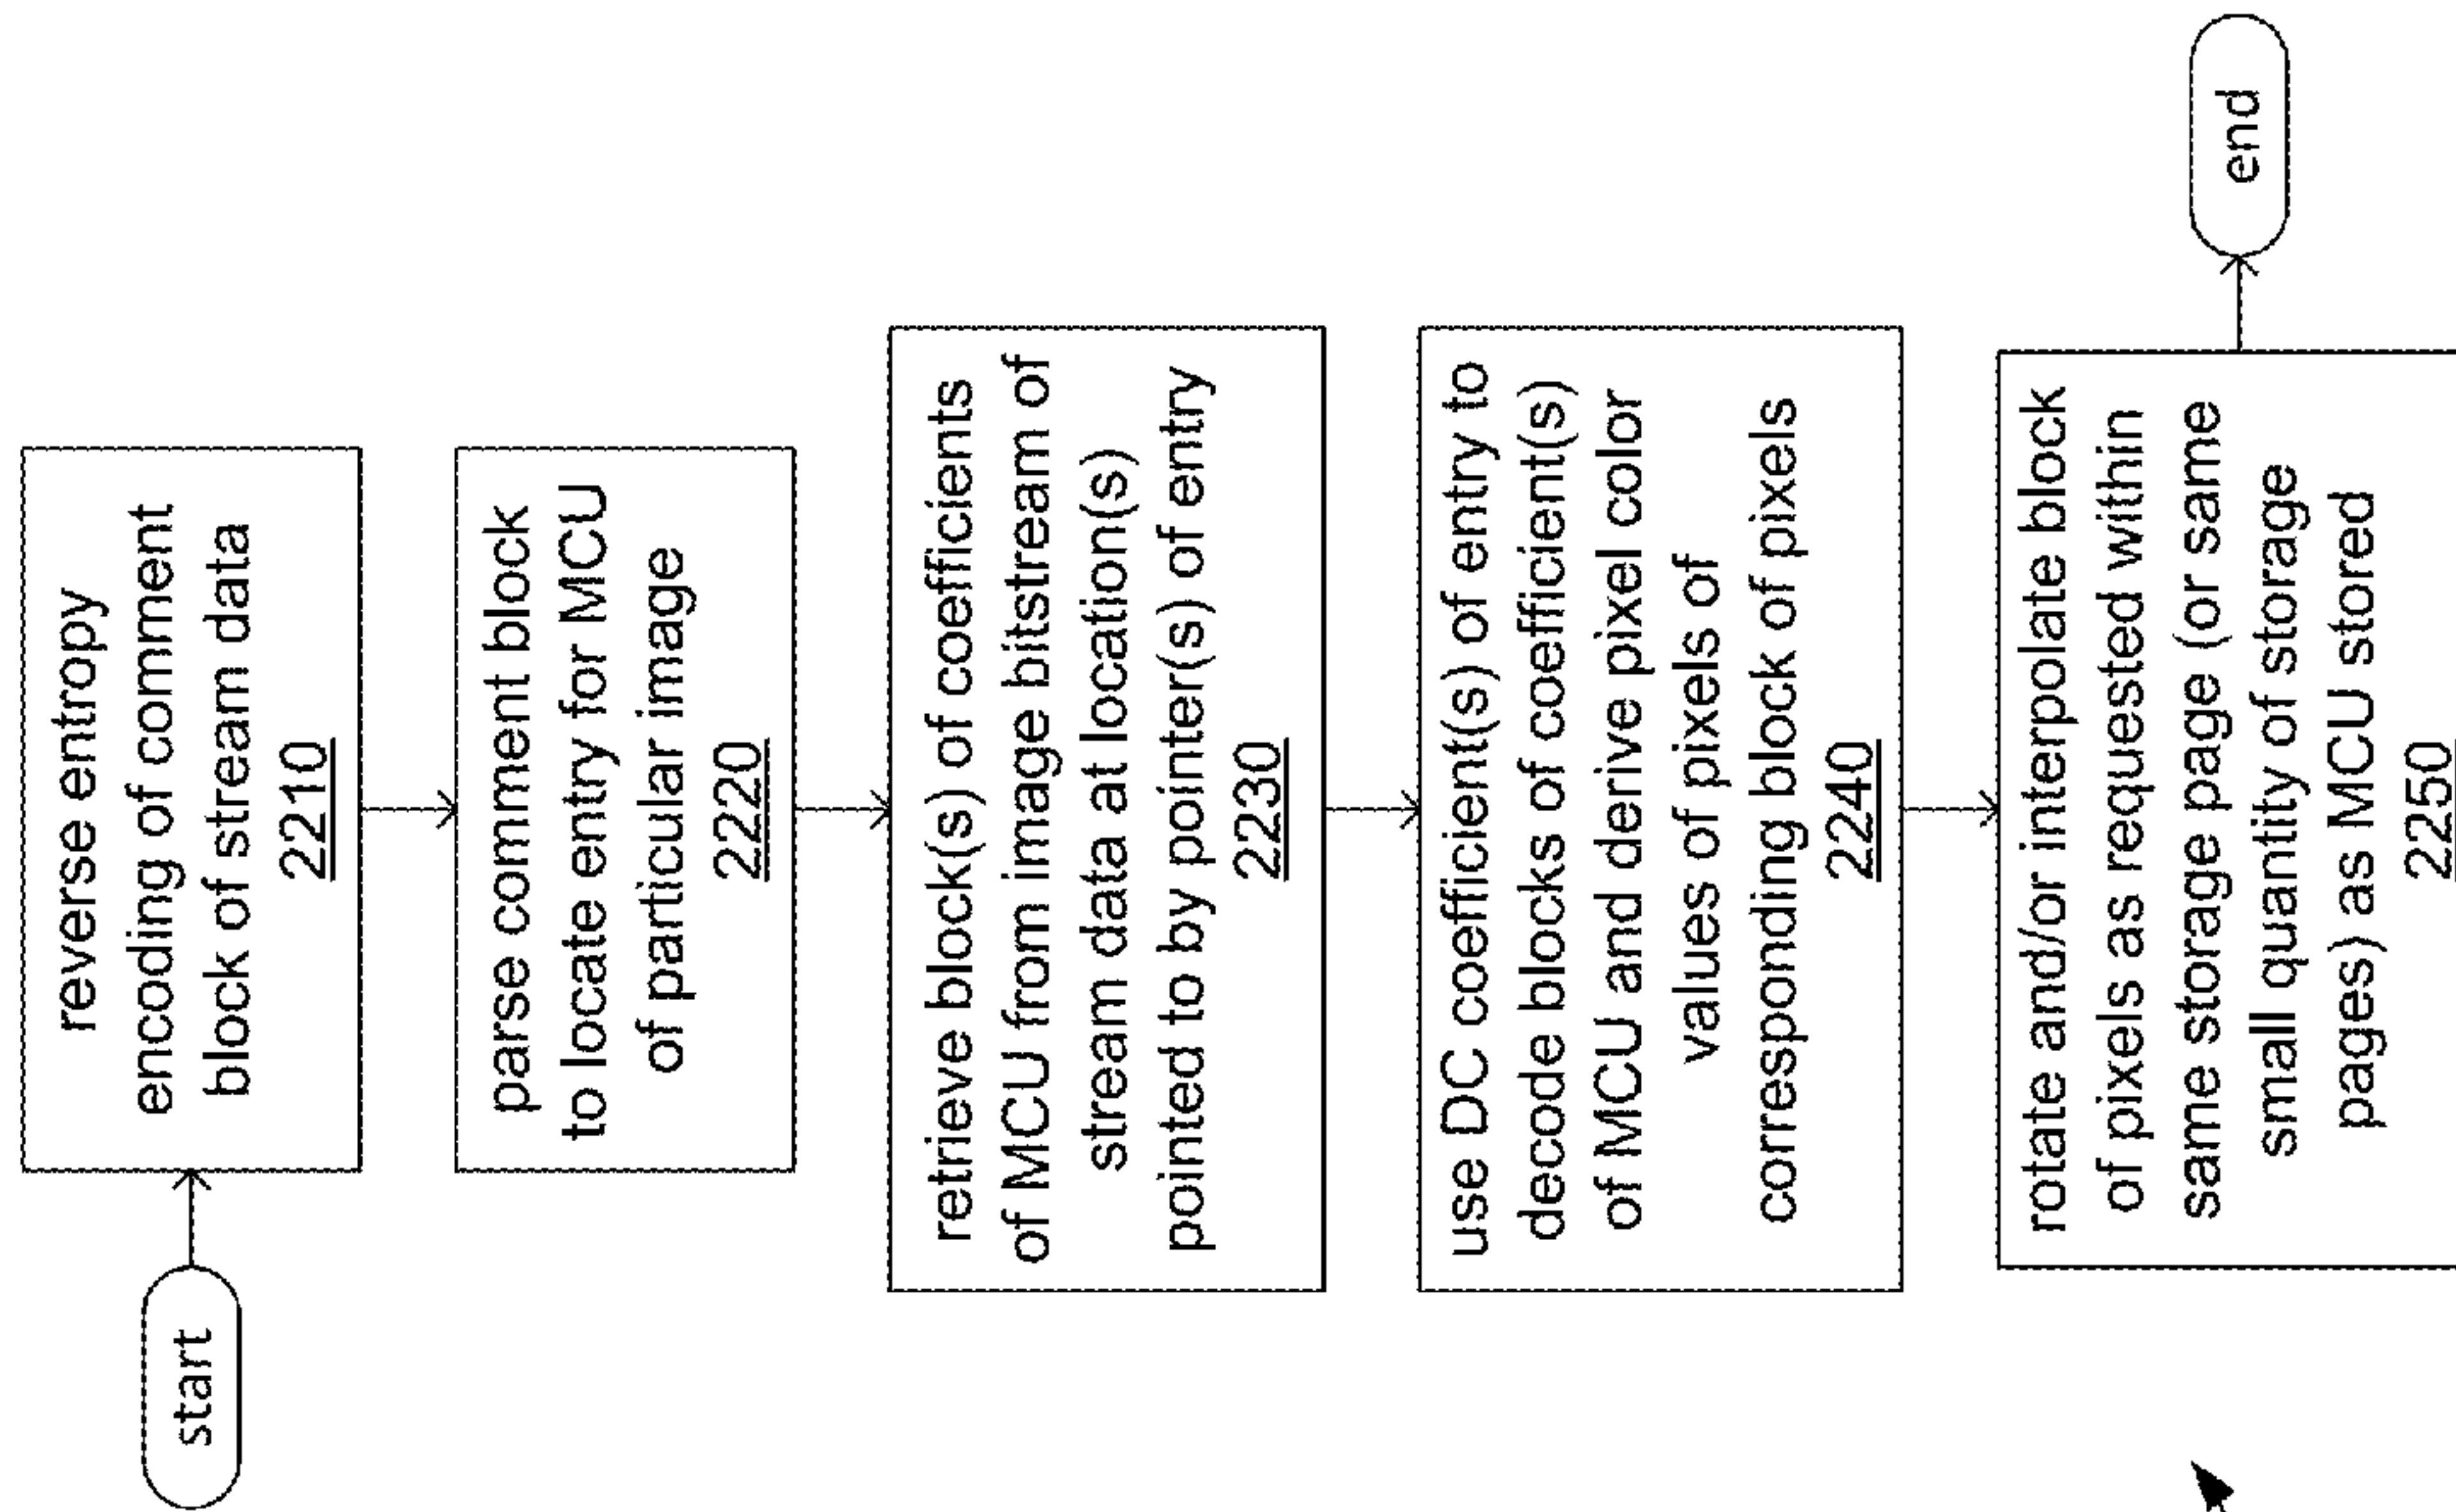 start
reverse entropy
encoding of comment
block of stream data
2210
parse comment block
to locate entry for MCU
of particular image
2220
retrieve block(s) of coefficients
of MCU from image bitstream of
stream data at location(s)
pointed to by pointer(s) of entry
2230
use DC coefficient(s) of entry to
decode blocks of coefficient(s)
of MCU and derive pixel color
values of pixels of
corresponding block of pixels
2240
rotate and/or interpolate block
of pixels as requested within
same storage page (or same
small quantity of storage
pages) as MCU stored
2250
end